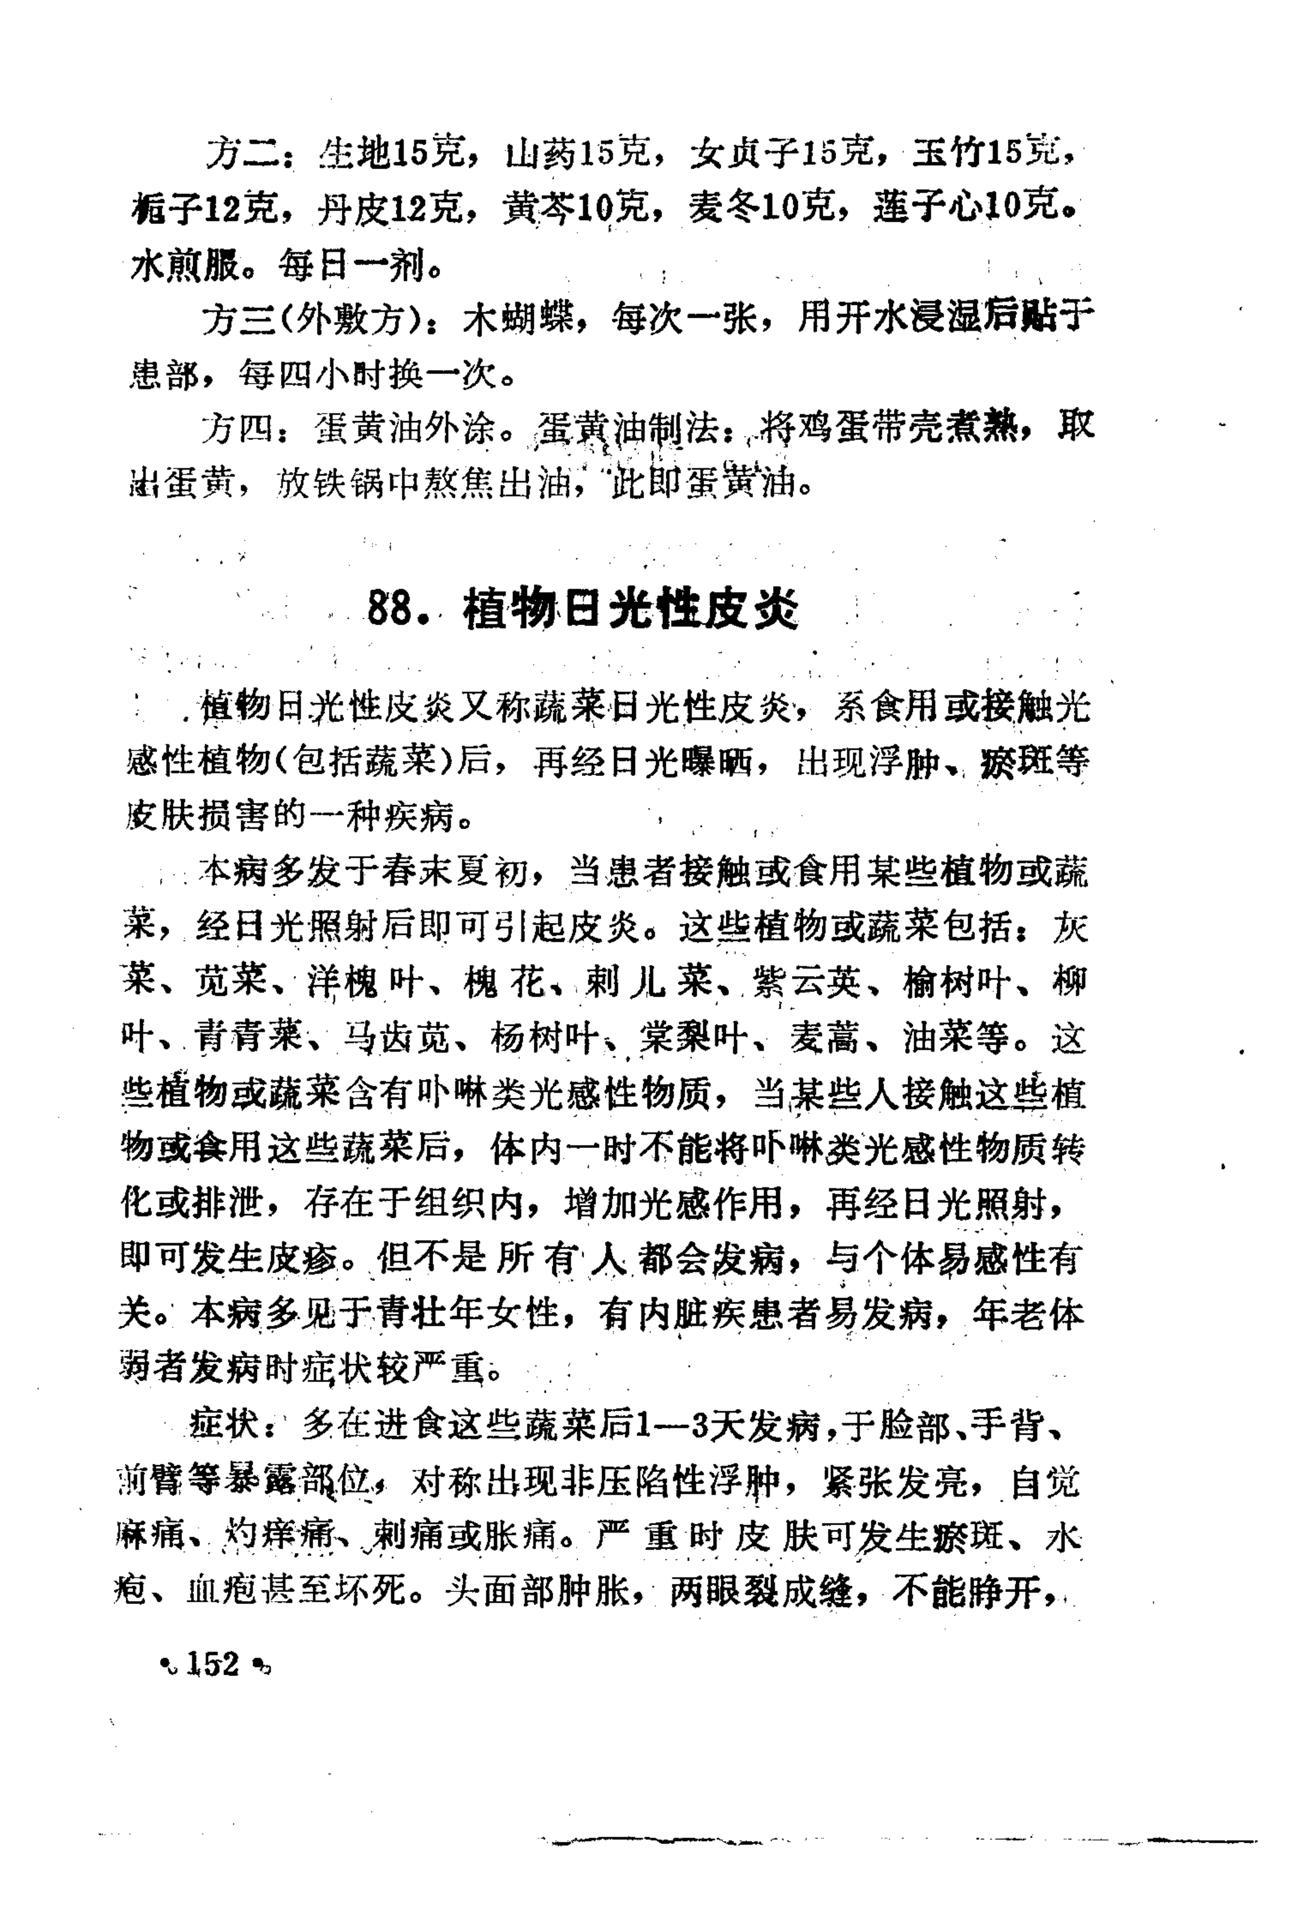 方二：生地15克，山药15克，女贞子15克，玉竹15克，
栀子12克，丹皮12克，黄芩10克，麦冬10克，莲子心10克。
水煎服。每日一剂。
方三(外敷方)：木蝴蝶，每次一张，用开水浸湿后贴于
患部，每四小时换一次。
方四：蛋黄油外涂。蛋黄油制法：将鸡蛋带壳煮熟，取
出蛋黄，放铁锅中熬焦出油，此即蛋黄油。
88．植物日光性皮炎
植物日光性皮炎又称蔬菜日光性皮炎，系食用或接触光
感性植物(包括蔬菜)后，再经日光曝晒，出现浮肿、瘀斑等
皮肤损害的一种疾病。
本病多发于春末夏初，当患者接触或食用某些植物或蔬
菜，经日光照射后即可引起皮炎。这些植物或蔬菜包括：灰
菜、苋菜、洋槐叶、槐花、刺儿菜、紫云英、榆树叶、柳
叶、青青菜、马齿苋、杨树叶、棠梨叶、麦蒿、油菜等。这
些植物或蔬菜含有卟啉类光感性物质，当某些人接触这些植
物或食用这些蔬菜后，体内一时不能将卟啉类光感性物质转
化或排泄，存在于组织内，增加光感作用，再经日光照射，
即可发生皮疹。但不是所有人都会发病，与个体易感性有
关。本病多见于青壮年女性，有内脏疾患者易发病，年老体
弱者发病时症状较严重。
症状：多在进食这些蔬菜后1—3天发病，于脸部、手背、
前臂等暴露部位，对称出现非压陷性浮肿，紧张发亮，自觉
麻痛、灼痒痛、刺痛或胀痛。严重时皮肤可发生瘀斑、水
疱、血疱甚至坏死。头面部肿胀，两眼裂成缝，不能睁开，
• 152 •